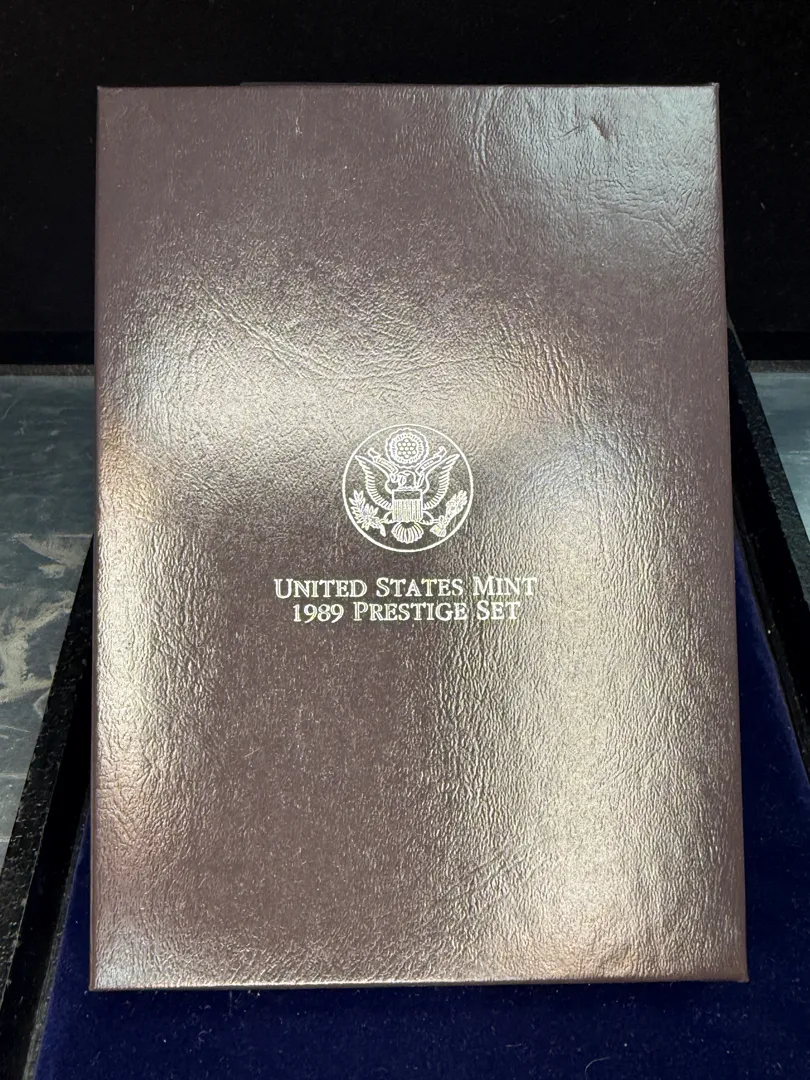 UNITED STATES MINT
1989 PRESTIGE SET